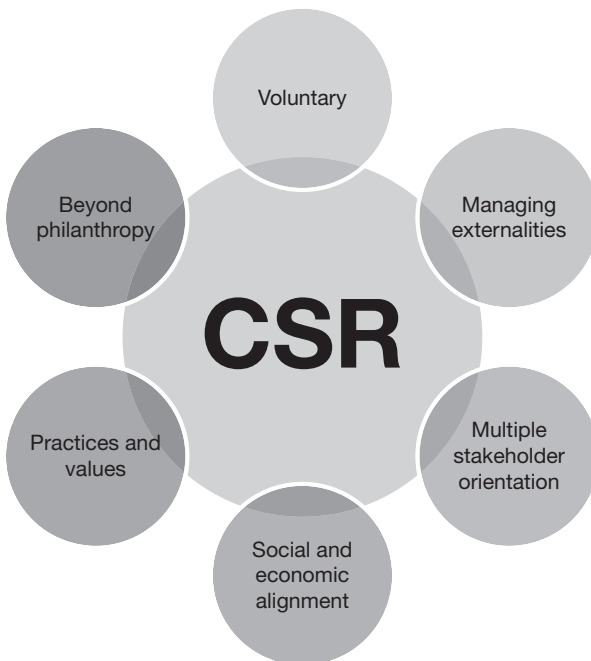 Voluntary
Managing
externalities
Multiple
stakeholder
orientation
Social and
economic
alignment
Practices and
values
Beyond
philanthropy
CSR